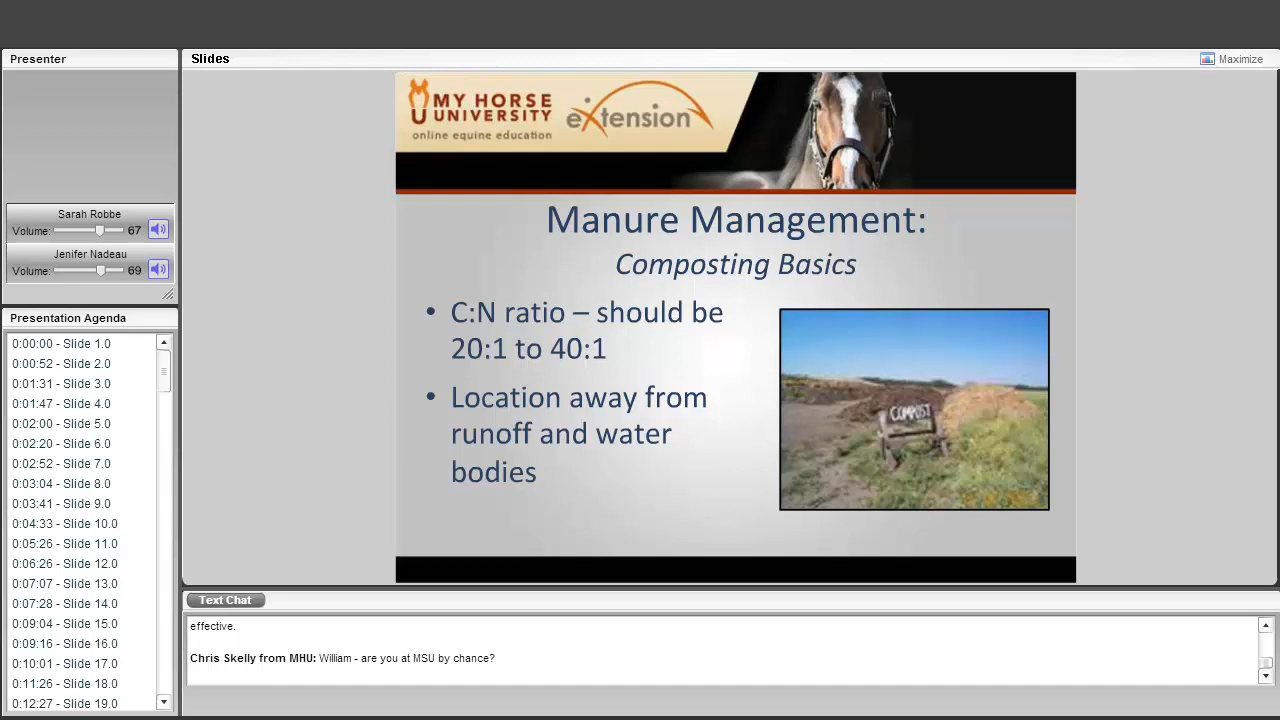 Presenter
Slides
Maximize
MY HORSE
UNIVERSITY
online equine education
eXtension
Sarah Robbe
Volume: 67
Jenifer Nadeau
Volume: 69
Presentation Agenda
0:00:00 - Slide 1.0
0:00:52 - Slide 2.0
0:01:31 - Slide 3.0
0:01:47 - Slide 4.0
0:02:00 - Slide 5.0
0:02:20 - Slide 6.0
0:02:52 - Slide 7.0
0:03:04 - Slide 8.0
0:03:41 - Slide 9.0
0:04:33 - Slide 10.0
0:05:26 - Slide 11.0
0:06:26 - Slide 12.0
0:07:07 - Slide 13.0
0:07:28 - Slide 14.0
0:09:04 - Slide 15.0
0:09:16 - Slide 16.0
0:10:01 - Slide 17.0
0:11:26 - Slide 18.0
0:12:27 - Slide 19.0
Manure Management:
Composting Basics
• C:N ratio – should be
20:1 to 40:1
• Location away from
runoff and water
bodies
COMPOST
Text Chat
effective.
Chris Skelly from MHU: William - are you at MSU by chance?